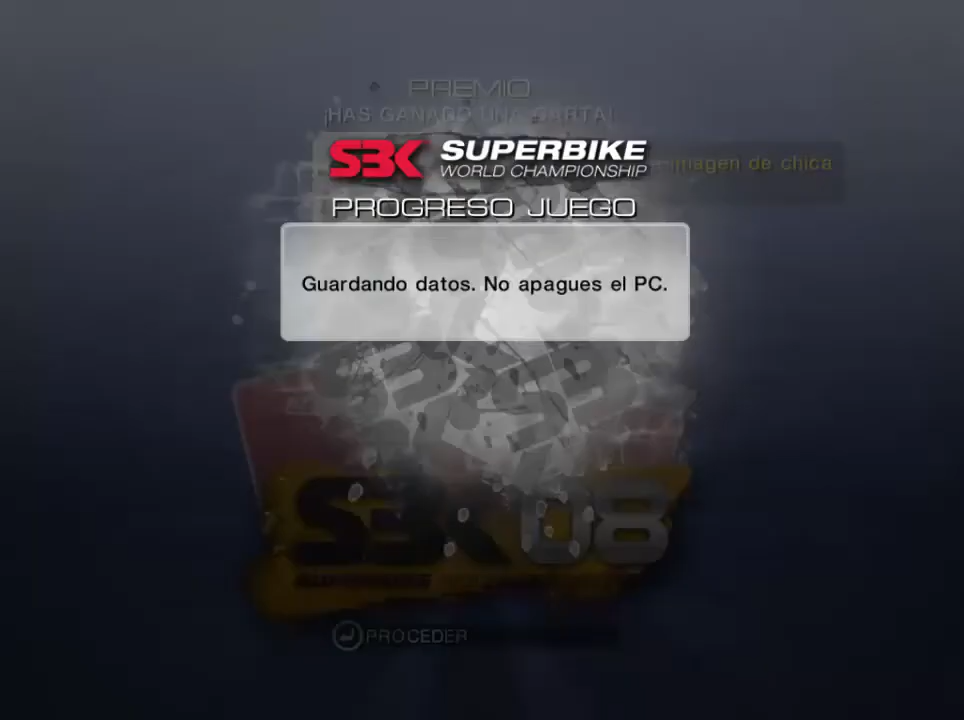 PREMIO
¡HAS GANADO UNA CARTA!
SBK SUPERBIKE
WORLD CHAMPIONSHIP
imagen de chica
PROGRESO JUEGO
Guardando datos. No apagues el PC.
SBK 08
PROCEDER